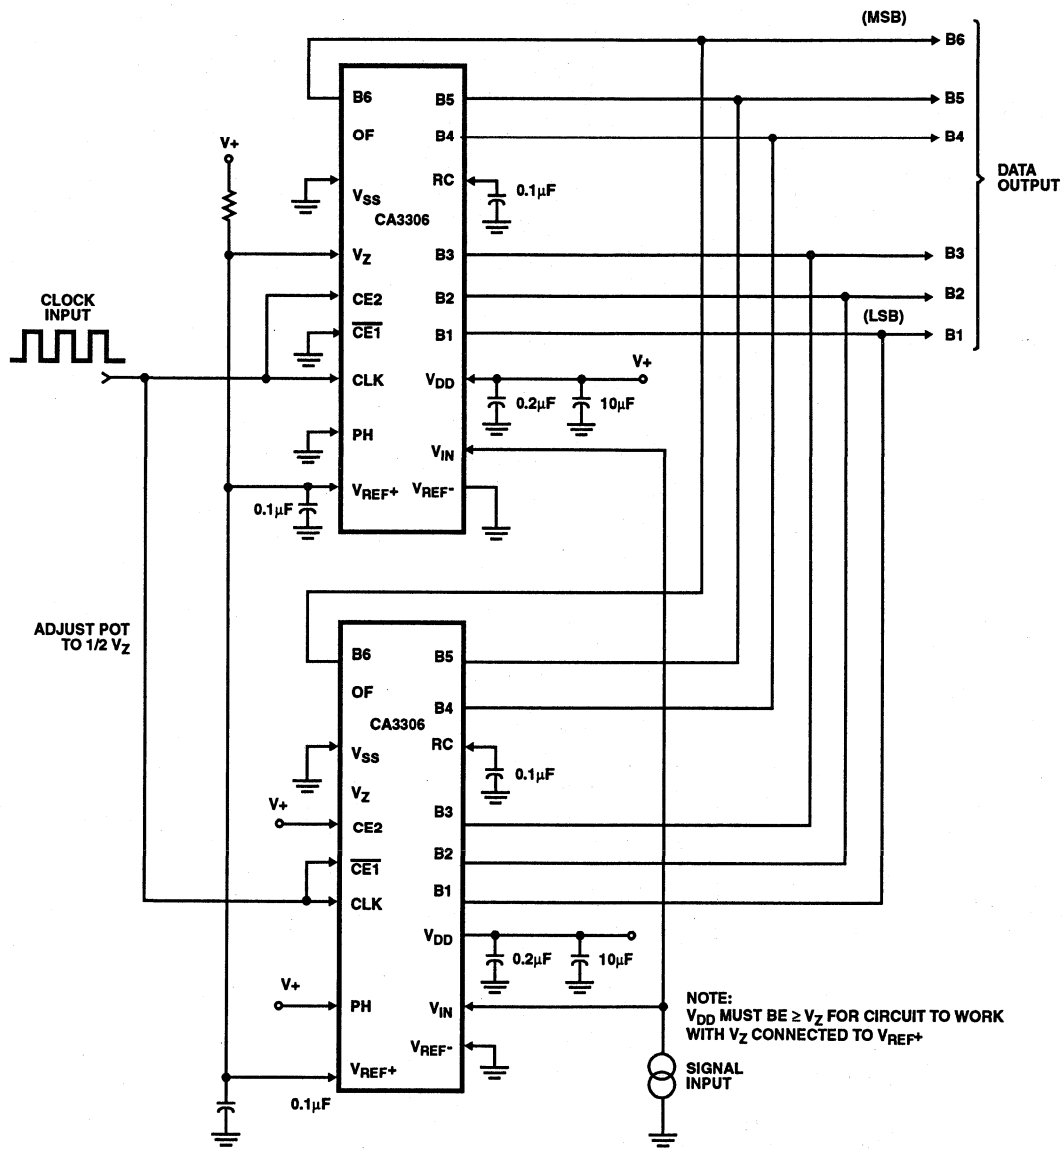 (MSB)
B6
B5
B4
DATA
OUTPUT
B3
B2
(LSB)
B1
V+
CLOCK
INPUT
B6
OF
VSS
CA3306
VZ
CE2
CE1
CLK
PH
VREF+
B5
B4
RC
B3
B2
B1
VDD
VIN
VREF-
0.1μF
V+
0.2μF
10μF
0.1μF
ADJUST POT
TO 1/2 VZ
B6
OF
CA3306
VSS
VZ
V+
CE2
CE1
CLK
V+
PH
VREF+
B5
B4
RC
0.1μF
B3
B2
B1
VDD
0.2μF
10μF
VIN
VREF-
0.1μF
NOTE:
VDD MUST BE ≥ VZ FOR CIRCUIT TO WORK
WITH VZ CONNECTED TO VREF+
SIGNAL
INPUT